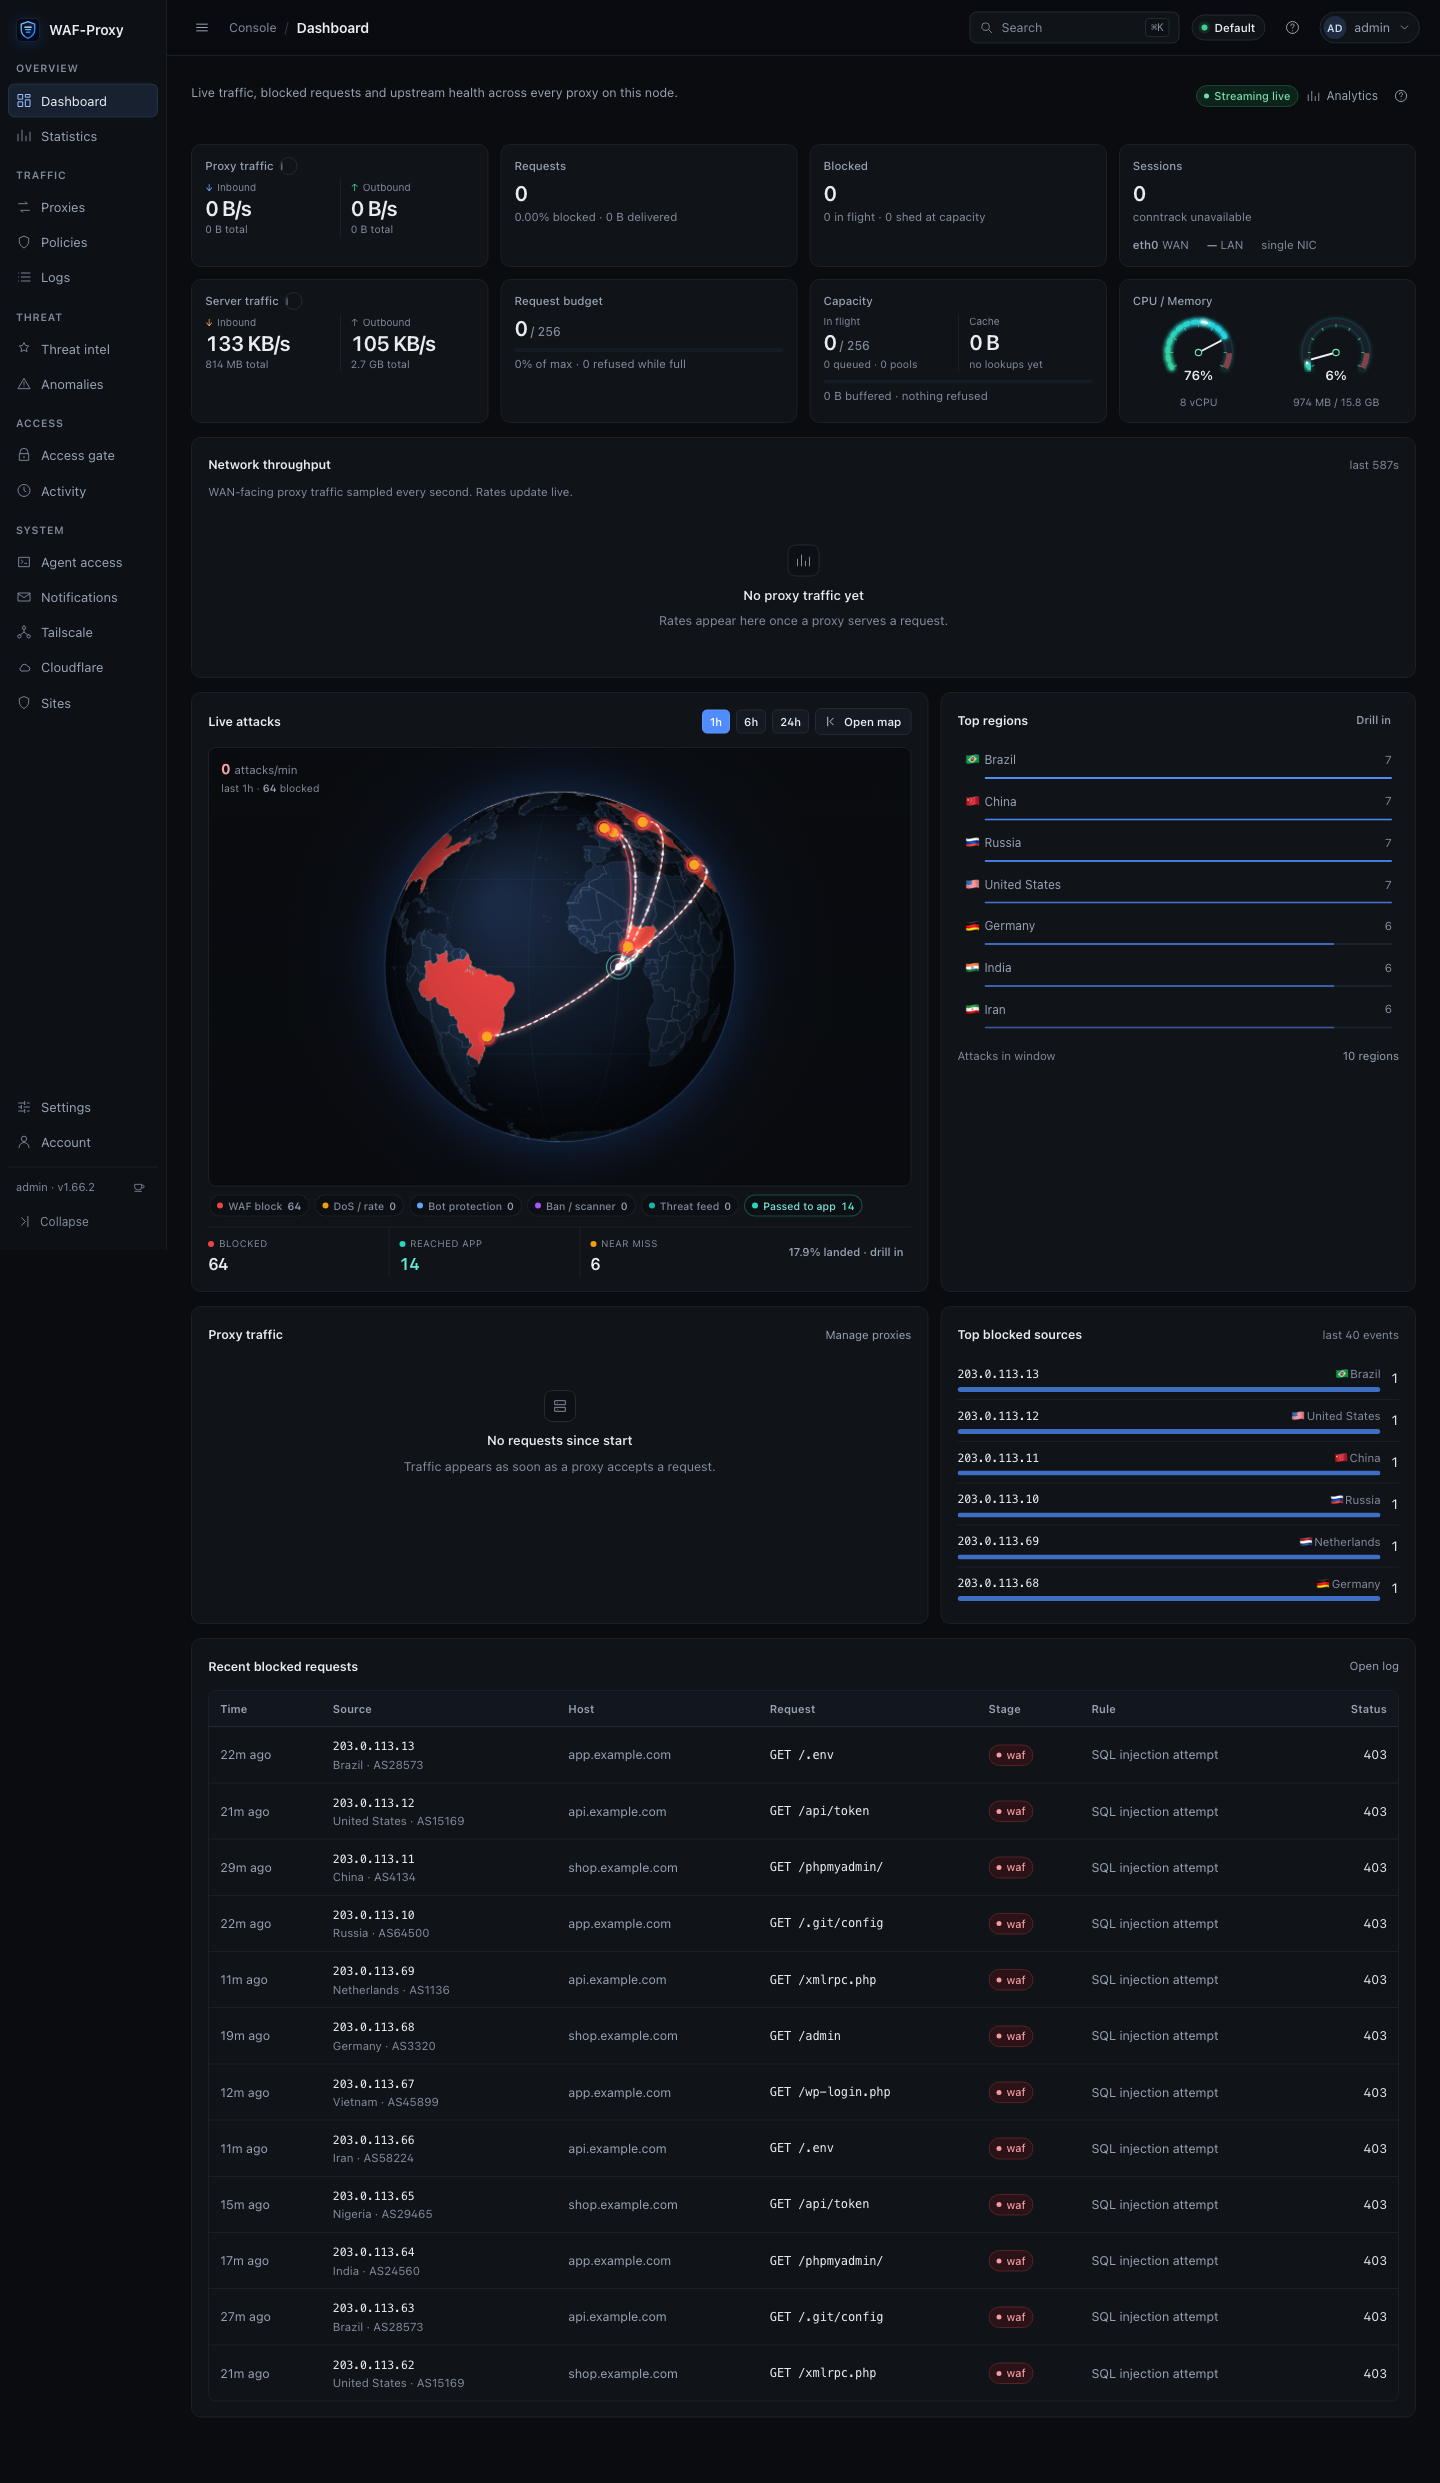 WAF-Proxy
OVERVIEW
Dashboard
Statistics
TRAFFIC
Proxies
Policies
Logs
THREAT
Threat intel
Anomalies
ACCESS
Access gate
Activity
SYSTEM
Agent access
Notifications
Tailscale
Cloudflare
Sites
Settings
Account
admin · v1.66.2
Collapse
Console / Dashboard
Search ⌘K
Default
AD admin
Live traffic, blocked requests and upstream health across every proxy on this node.
Streaming live
Analytics
Proxy traffic
↓ Inbound
0 B/s
0 B total
↑ Outbound
0 B/s
0 B total
Requests
0
0.00% blocked · 0 B delivered
Blocked
0
0 in flight · 0 shed at capacity
Sessions
0
conntrack unavailable
eth0 WAN — LAN single NIC
Server traffic
↓ Inbound
133 KB/s
814 MB total
↑ Outbound
105 KB/s
2.7 GB total
Request budget
0 / 256
0% of max · 0 refused while full
Capacity
In flight
0 / 256
0 queued · 0 pools
Cache
0 B
no lookups yet
0 B buffered · nothing refused
CPU / Memory
76%
8 vCPU
6%
974 MB / 15.8 GB
Network throughput
last 587s
WAN-facing proxy traffic sampled every second. Rates update live.
No proxy traffic yet
Rates appear here once a proxy serves a request.
Live attacks
1h 6h 24h Open map
0 attacks/min
last 1h · 64 blocked
WAF block 64
DoS / rate 0
Bot protection 0
Ban / scanner 0
Threat feed 0
Passed to app 14
BLOCKED
64
REACHED APP
14
NEAR MISS
6
17.9% landed · drill in
Top regions
Drill in
Brazil 7
China 7
Russia 7
United States 7
Germany 6
India 6
Iran 6
Attacks in window 10 regions
Proxy traffic
Manage proxies
No requests since start
Traffic appears as soon as a proxy accepts a request.
Top blocked sources
last 40 events
203.0.113.13 Brazil 1
203.0.113.12 United States 1
203.0.113.11 China 1
203.0.113.10 Russia 1
203.0.113.69 Netherlands 1
203.0.113.68 Germany 1
Recent blocked requests
Open log
Time Source Host Request Stage Rule Status
22m ago 203.0.113.13 app.example.com GET /.env waf SQL injection attempt 403
Brazil · AS28573
21m ago 203.0.113.12 api.example.com GET /api/token waf SQL injection attempt 403
United States · AS15169
29m ago 203.0.113.11 shop.example.com GET /phpmyadmin/ waf SQL injection attempt 403
China · AS4134
22m ago 203.0.113.10 app.example.com GET /.git/config waf SQL injection attempt 403
Russia · AS64500
11m ago 203.0.113.69 api.example.com GET /xmlrpc.php waf SQL injection attempt 403
Netherlands · AS1136
19m ago 203.0.113.68 shop.example.com GET /admin waf SQL injection attempt 403
Germany · AS3320
12m ago 203.0.113.67 app.example.com GET /wp-login.php waf SQL injection attempt 403
Vietnam · AS45899
11m ago 203.0.113.66 api.example.com GET /.env waf SQL injection attempt 403
Iran · AS58224
15m ago 203.0.113.65 shop.example.com GET /api/token waf SQL injection attempt 403
Nigeria · AS29465
17m ago 203.0.113.64 app.example.com GET /phpmyadmin/ waf SQL injection attempt 403
India · AS24560
27m ago 203.0.113.63 api.example.com GET /.git/config waf SQL injection attempt 403
Brazil · AS28573
21m ago 203.0.113.62 shop.example.com GET /xmlrpc.php waf SQL injection attempt 403
United States · AS15169